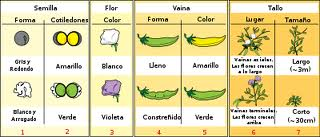 Semilla
Flor
Vaina
Tallo
Forma
Cotiledones
Color
Forma
Color
Lugar
Tamaño
Gris y
Redondo
Amarillo
Blanco
Lleno
Amarillo
Vainas axiales.
Las flores crecen
a lo largo
Largo
(~3m)
Blanco y
Arrugado
Verde
Violeta
Constreñido
Verde
Vainas terminales.
Las flores crecen
arriba
Corto
(~30cm)
1
2
3
4
5
6
7